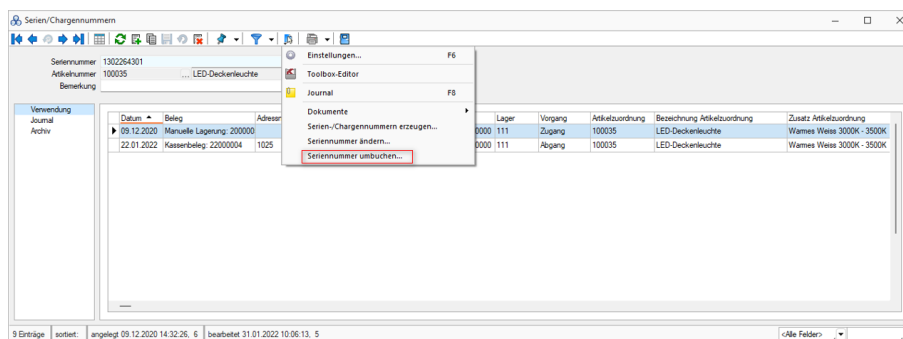 Serien/Chargennummern
Seriennummer 1302264301
Artikelnummer 100035 ... LED-Deckenleuchte
Bemerkung
Einstellungen... F6
Toolbox-Editor
Journal F8
Dokumente
Serien-/Chargennummern erzeugen...
Seriennummer ändern...
Seriennummer umbuchen...
Verwendung
Journal
Archiv
Datum Beleg Adressn Lager Vorgang Artikelzuordnung Bezeichnung Artikelzuordnung Zusatz Artikelzuordnung
09.12.2020 Manuelle Lagerung: 200000 0000 111 Zugang 100035 LED-Deckenleuchte Warmes Weiss 3000K - 3500K
22.01.2022 Kassenbeleg: 22000004 1025 0000 111 Abgang 100035 LED-Deckenleuchte Warmes Weiss 3000K - 3500K
9 Einträge sortiert: angelegt 09.12.2020 14:32:26, 6 bearbeitet 31.01.2022 10:06:13, 5 <Alle Felder>